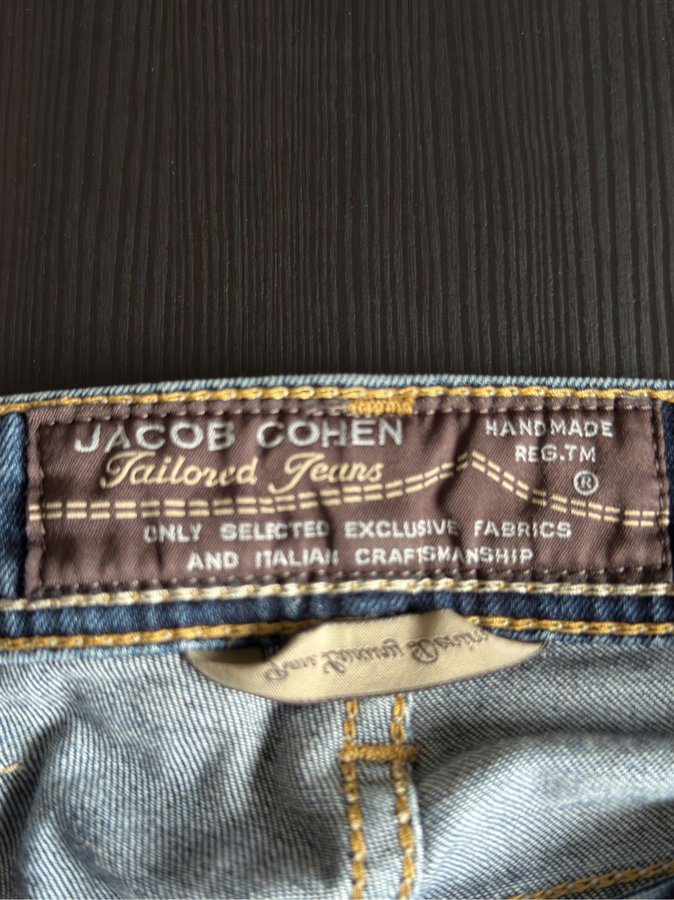 JACOB COHEN
Tailored Jeans
HANDMADE
REG.TM
®
ONLY SELECTED EXCLUSIVE FABRICS
AND ITALIAN CRAFTSMANSHIP